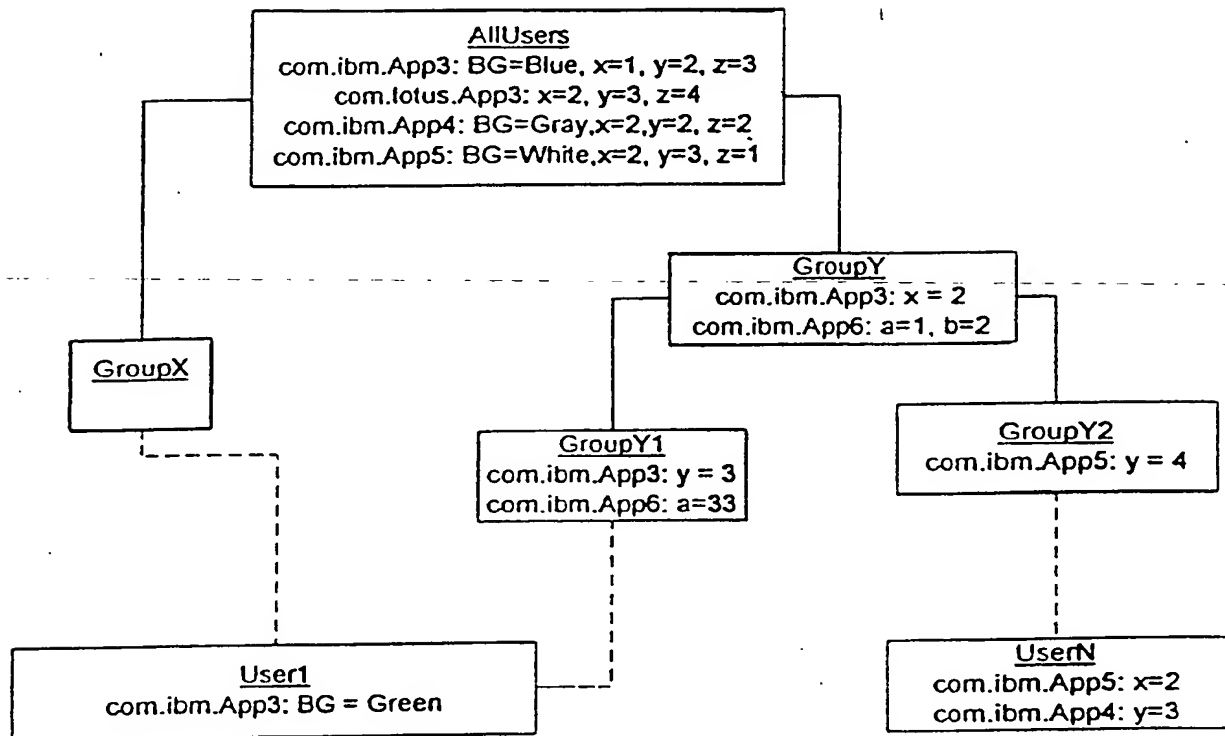 AllUsers
com.ibm.App3: BG=Blue, x=1, y=2, z=3
com.lotus.App3: x=2, y=3, z=4
com.ibm.App4: BG=Gray,x=2,y=2, z=2
com.ibm.App5: BG=White,x=2, y=3, z=1
GroupY
com.ibm.App3: x = 2
com.ibm.App6: a=1, b=2
GroupX
GroupY1
com.ibm.App3: y = 3
com.ibm.App6: a=33
GroupY2
com.ibm.App5: y = 4
User1
com.ibm.App3: BG = Green
UserN
com.ibm.App5: x=2
com.ibm.App4: y=3